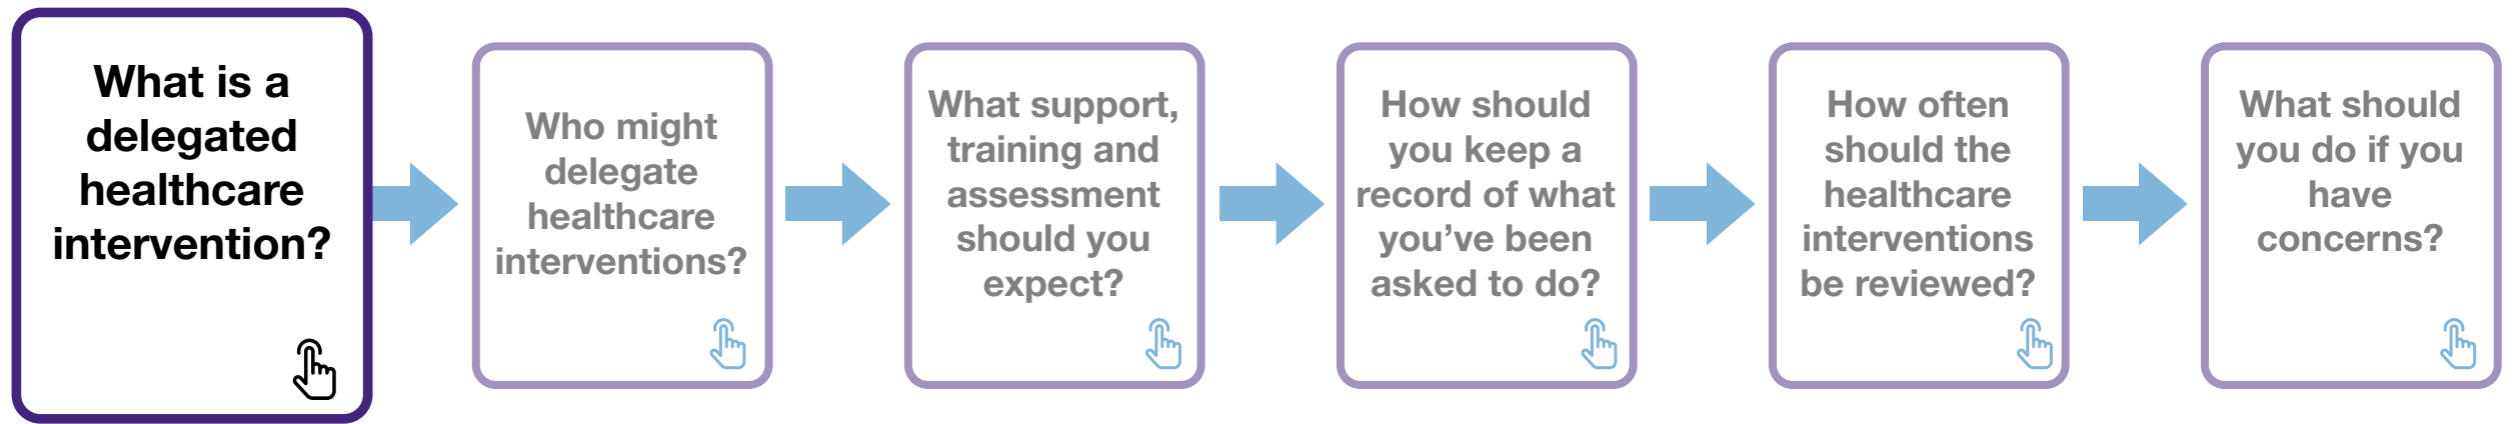 What is a
delegated
healthcare
intervention?
Who might
delegate
healthcare
interventions?
What support,
training and
assessment
should you
expect?
How should
you keep a
record of what
you’ve been
asked to do?
How often
should the
healthcare
interventions
be reviewed?
What should
you do if you
have
concerns?